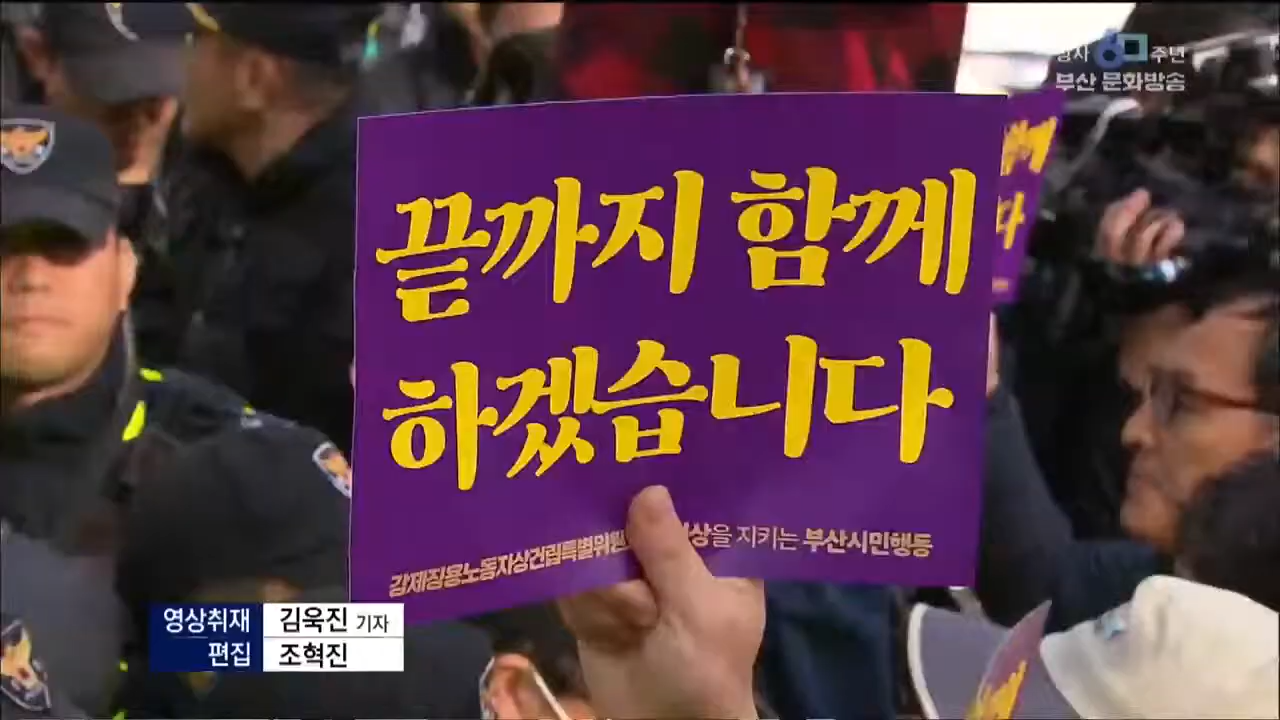 창사 60 주년
부산 문화방송
끝까지 함께
하겠습니다
강제징용노동자상건립특별위원 상을 지키는 부산시민행동
영상취재 김욱진 기자
편집 조혁진